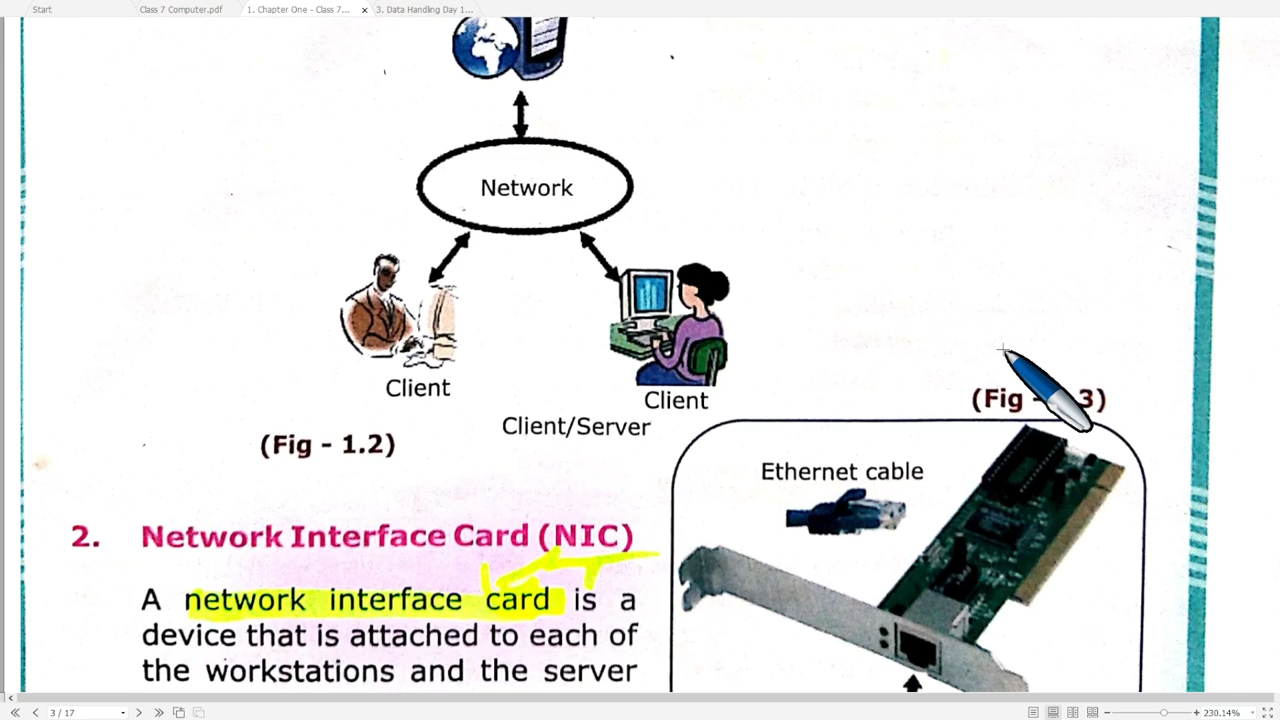 Start
Class 7 Computer.pdf
1. Chapter One - Class 7...
3. Data Handling Day 1...
Network
Client
Client
Client/Server
(Fig - 1.2)
(Fig - 3)
Ethernet cable
2. Network Interface Card (NIC)
A network interface card is a
device that is attached to each of
the workstations and the server
3 / 17
230.14%